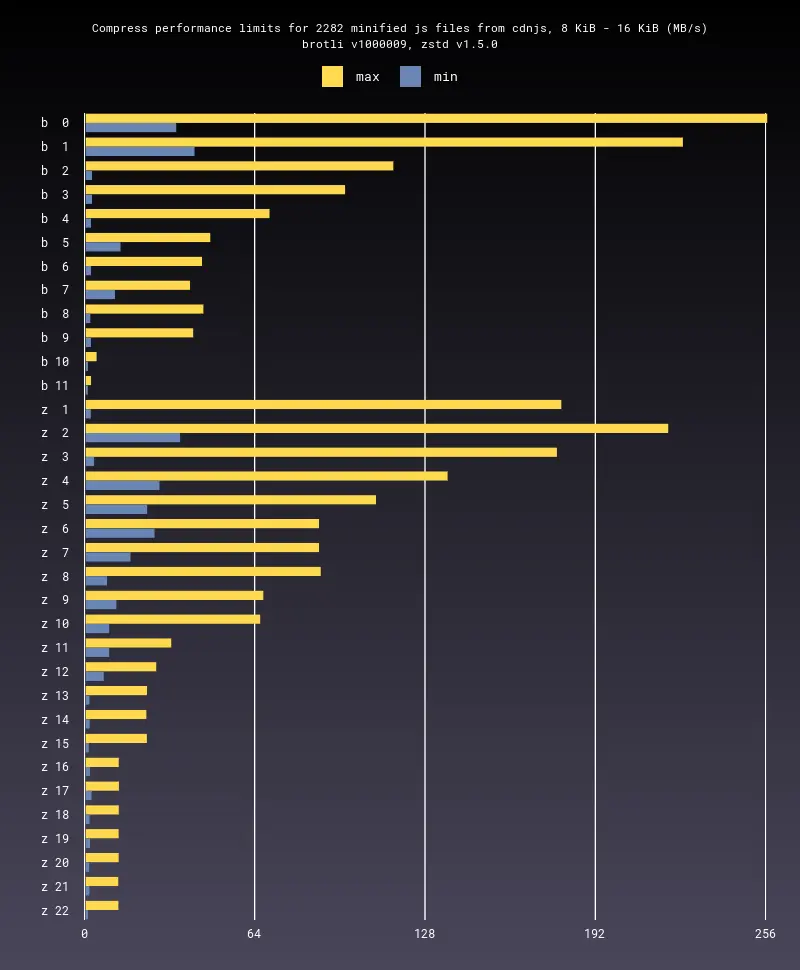 Compress performance limits for 2282 minified js files from cdnjs, 8 KiB - 16 KiB (MB/s)
brotli v1000009, zstd v1.5.0
max min
b 0
b 1
b 2
b 3
b 4
b 5
b 6
b 7
b 8
b 9
b 10
b 11
z 1
z 2
z 3
z 4
z 5
z 6
z 7
z 8
z 9
z 10
z 11
z 12
z 13
z 14
z 15
z 16
z 17
z 18
z 19
z 20
z 21
z 22
0 64 128 192 256